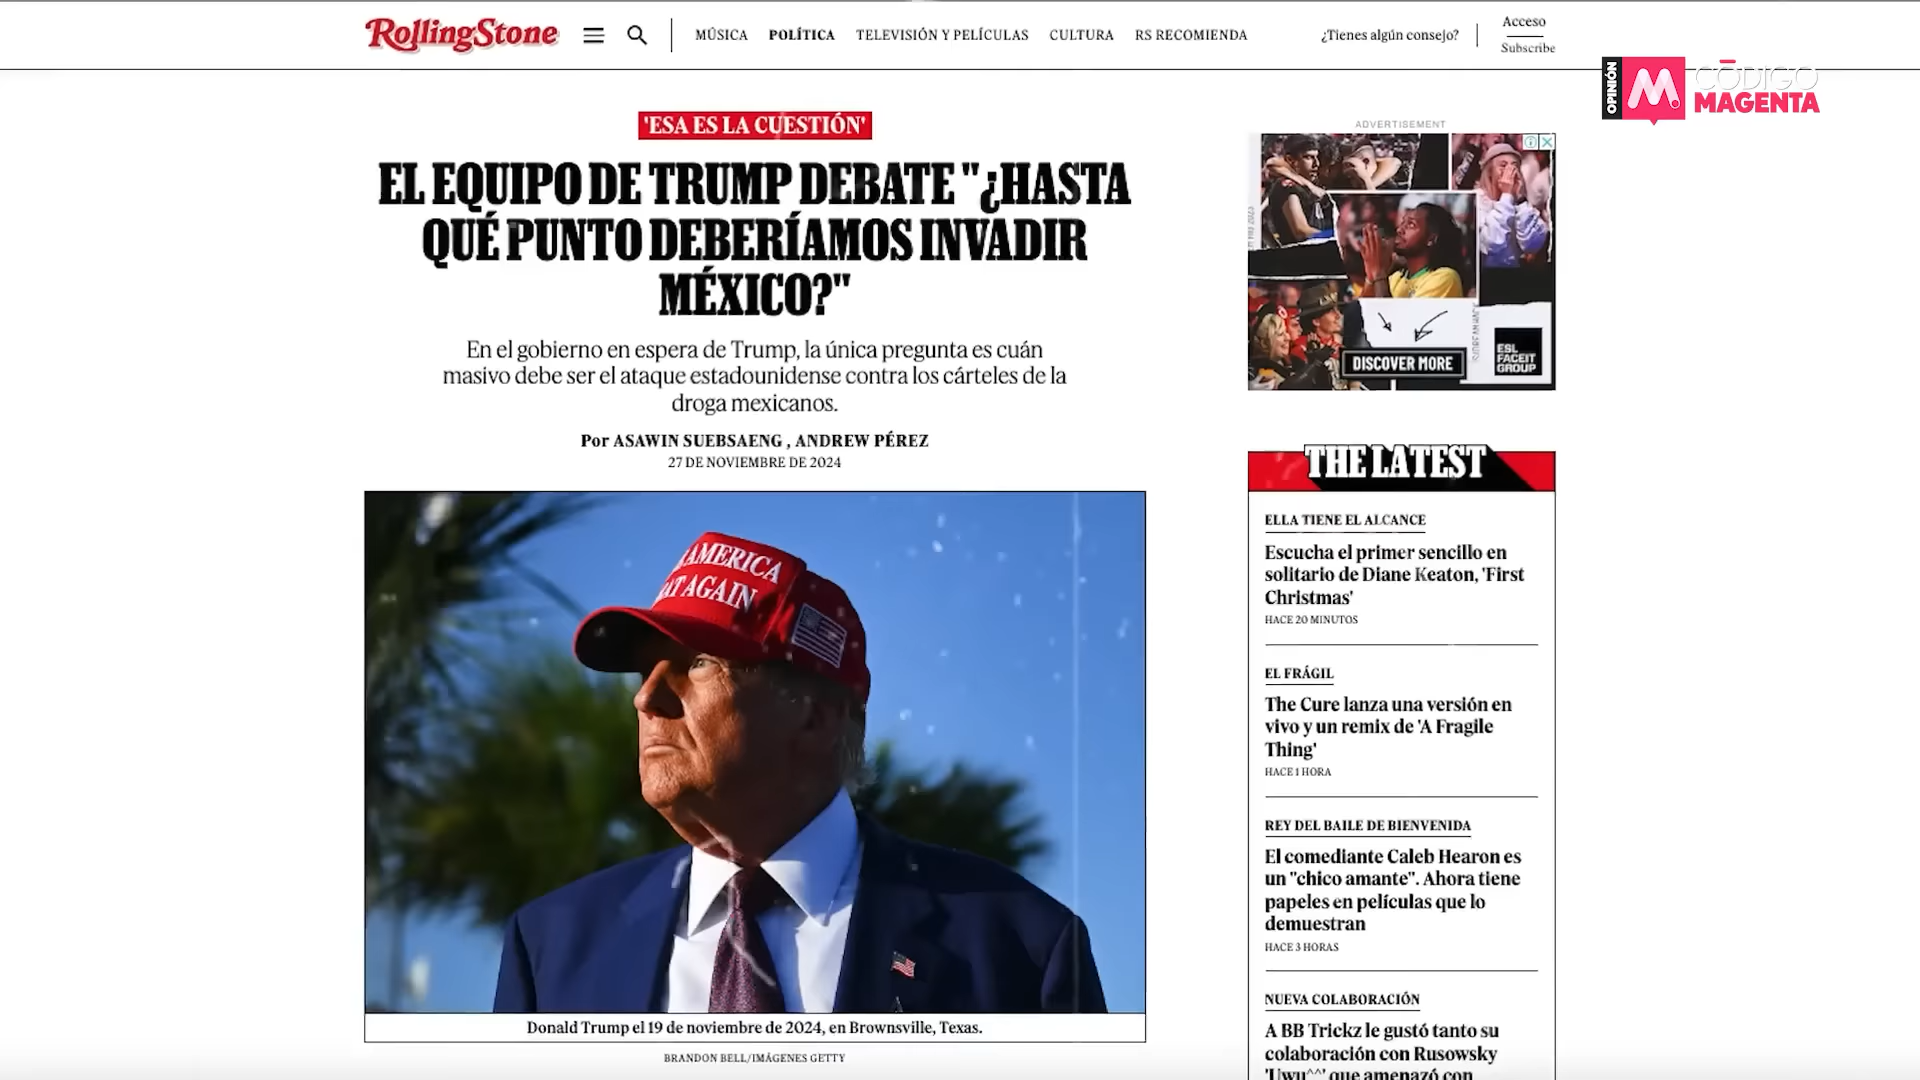 RollingStone
MÚSICA
POLÍTICA
TELEVISIÓN Y PELÍCULAS
CULTURA
RS RECOMIENDA
¿Tienes algún consejo?
Acceso
Subscribe
OPINIÓN
M.
CÓDIGO
MAGENTA
'ESA ES LA CUESTIÓN'
EL EQUIPO DE TRUMP DEBATE "¿HASTA
QUÉ PUNTO DEBERÍAMOS INVADIR
MÉXICO?"
En el gobierno en espera de Trump, la única pregunta es cuán
masivo debe ser el ataque estadounidense contra los cárteles de la
droga mexicanos.
Por ASAWIN SUEBSAENG , ANDREW PÉREZ
27 DE NOVIEMBRE DE 2024
AMERICA
AT AGAIN
Donald Trump el 19 de noviembre de 2024, en Brownsville, Texas.
BRANDON BELL/IMÁGENES GETTY
ADVERTISEMENT
DISCOVER MORE
ESL
FACEIT
GROUP
THE LATEST
ELLA TIENE EL ALCANCE
Escucha el primer sencillo en
solitario de Diane Keaton, 'First
Christmas'
HACE 20 MINUTOS
EL FRÁGIL
The Cure lanza una versión en
vivo y un remix de 'A Fragile
Thing'
HACE 1 HORA
REY DEL BAILE DE BIENVENIDA
El comediante Caleb Hearon es
un "chico amante". Ahora tiene
papeles en películas que lo
demuestran
HACE 3 HORAS
NUEVA COLABORACIÓN
A BB Trickz le gustó tanto su
colaboración con Rusowsky
'Uwu^^' que amenazó con